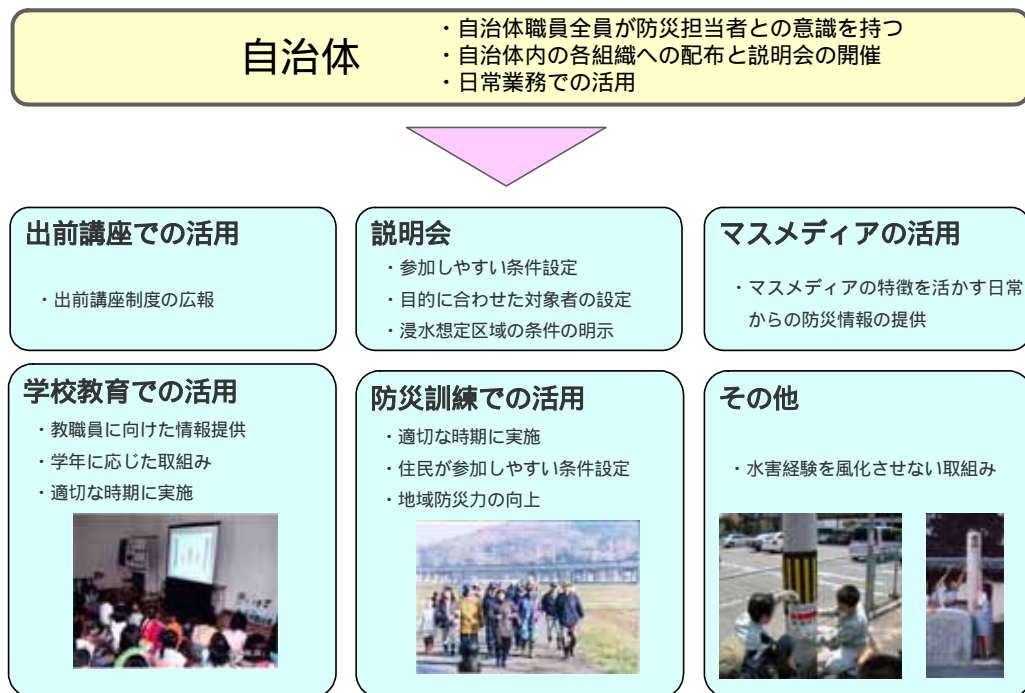 自治体
・自治体職員全員が防災担当者との意識を持つ
・自治体内の各組織への配布と説明会の開催
・日常業務での活用
出前講座での活用
・出前講座制度の広報
説明会
・参加しやすい条件設定
・目的に合わせた対象者の設定
・浸水想定区域の条件の明示
マスメディアの活用
・マスメディアの特徴を活かす日常
からの防災情報の提供
学校教育での活用
・教職員に向けた情報提供
・学年に応じた取組み
・適切な時期に実施
防災訓練での活用
・適切な時期に実施
・住民が参加しやすい条件設定
・地域防災力の向上
その他
・水害経験を風化させない取組み